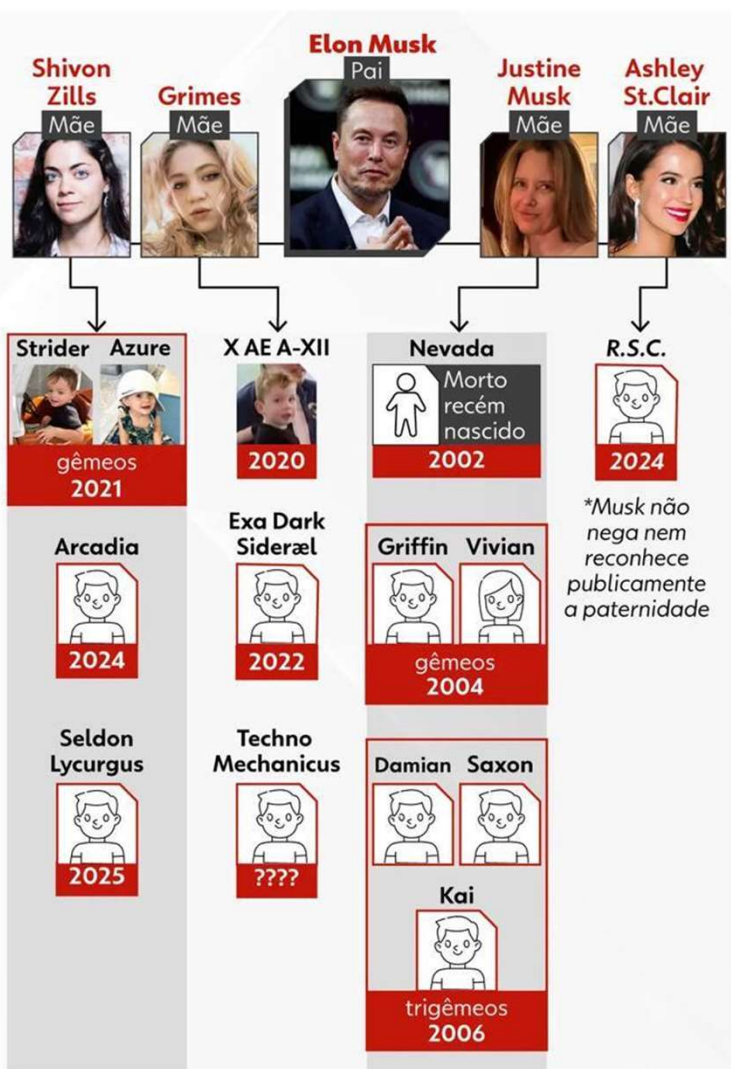 Elon Musk
Pai
Shivon
Zills
Mãe
Grimes
Mãe
Justine
Musk
Mãe
Ashley
St.Clair
Mãe
Strider Azure
gêmeos
2021
Arcadia
2024
Seldon
Lycurgus
2025
X AE A-XII
2020
Exa Dark
Sideræl
2022
Techno
Mechanicus
????
Nevada
Morto
recém
nascido
2002
Griffin Vivian
gêmeos
2004
Damian Saxon
Kai
trigêmeos
2006
R.S.C.
2024
*Musk não
nega nem
reconhece
publicamente
a paternidade